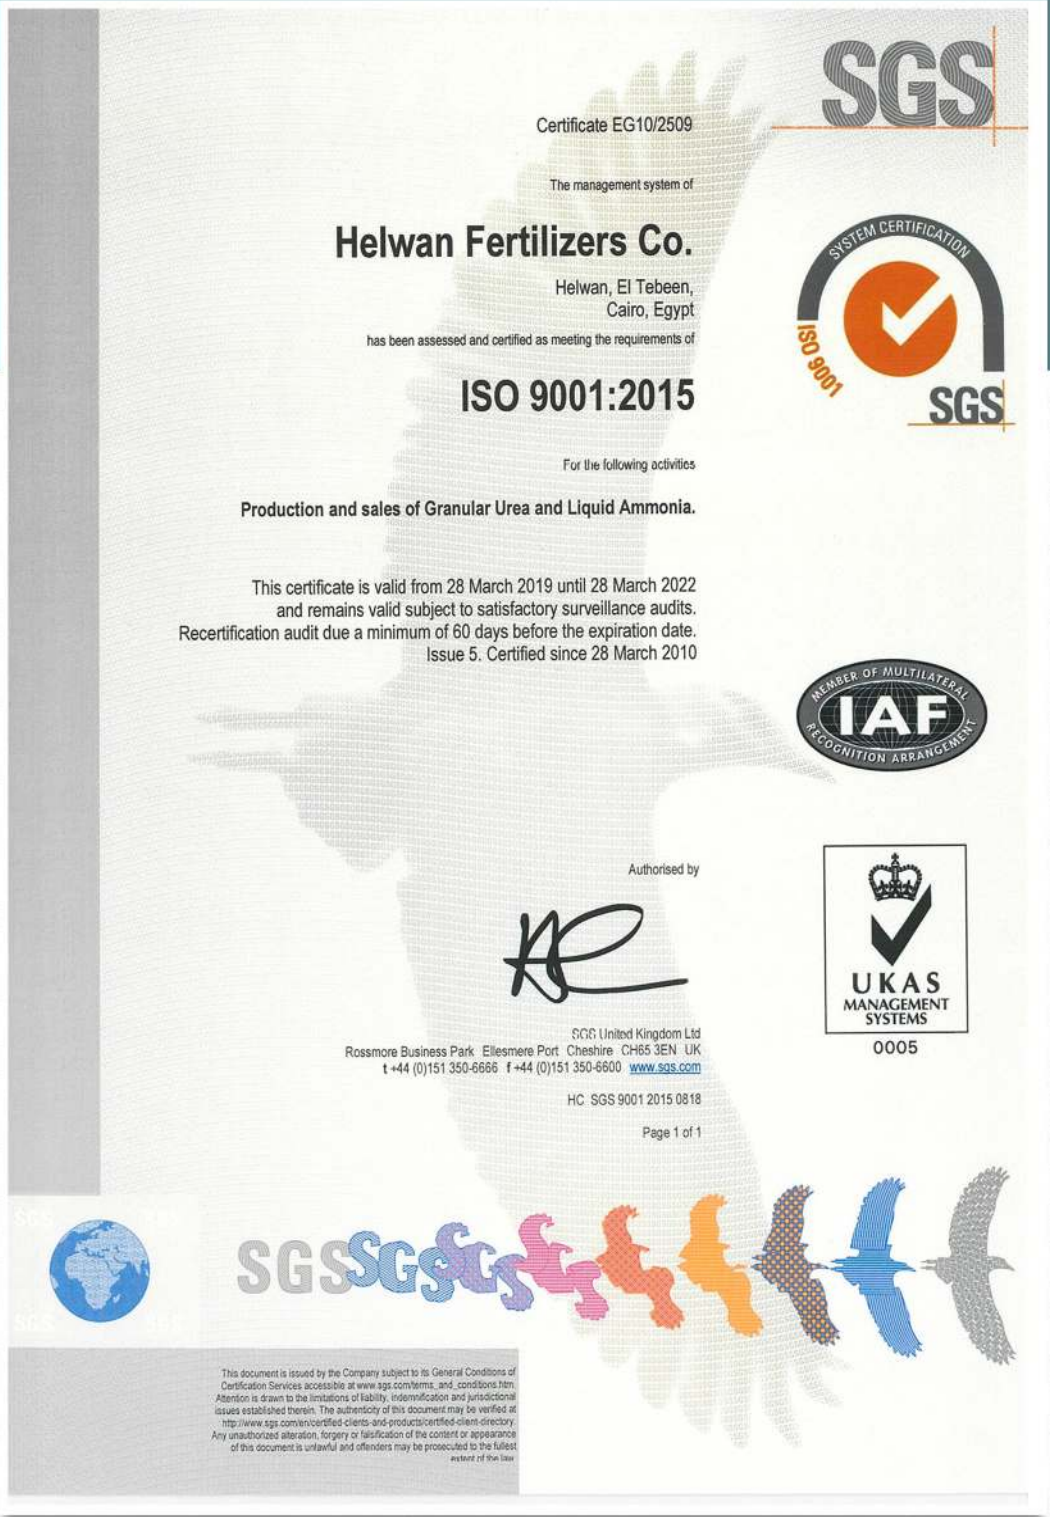 SGS
Certificate EG10/2509
The management system of
Helwan Fertilizers Co.
Helwan, El Tebeen,
Cairo, Egypt
has been assessed and certified as meeting the requirements of
ISO 9001:2015
For the following activities
Production and sales of Granular Urea and Liquid Ammonia.
This certificate is valid from 28 March 2019 until 28 March 2022
and remains valid subject to satisfactory surveillance audits.
Recertification audit due a minimum of 60 days before the expiration date.
Issue 5. Certified since 28 March 2010
SYSTEM CERTIFICATION
ISO 9001
SGS
MEMBER OF MULTILATERAL
IAF
RECOGNITION ARRANGEMENT
Authorised by
UKAS
MANAGEMENT
SYSTEMS
0005
SGS United Kingdom Ltd
Rossmore Business Park Ellesmere Port Cheshire CH65 3EN UK
t +44 (0)151 350-6666 f +44 (0)151 350-6600 www.sgs.com
HC SGS 9001 2015 0818
Page 1 of 1
SGS SGS SGS
This document is issued by the Company subject to its General Conditions of
Certification Services accessible at www.sgs.com/terms_and_conditions.htm.
Attention is drawn to the limitations of liability, indemnification and jurisdictional
issues established therein. The authenticity of this document may be verified at
http://www.sgs.com/en/certified-clients-and-products/certified-client-directory.
Any unauthorized alteration, forgery or falsification of the content or appearance
of this document is unlawful and offenders may be prosecuted to the fullest
extent of the law.